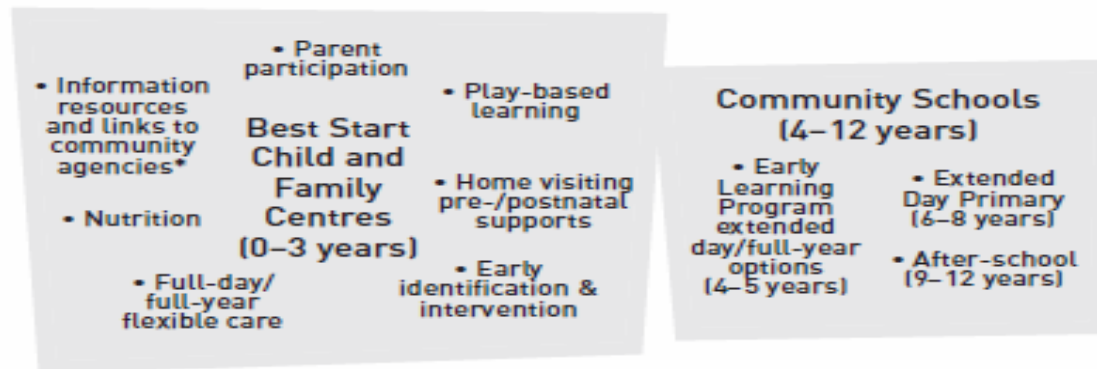 • Parent
participation
• Information
resources
and links to
community
agencies*
• Play-based
learning
Best Start
Child and
Family
Centres
(0–3 years)
• Home visiting
pre-/postnatal
supports
• Nutrition
• Full-day/
full-year
flexible care
• Early
identification &
intervention
Community Schools
(4–12 years)
• Early
Learning
Program
extended
day/full-year
options
(4–5 years)
• Extended
Day Primary
(6–8 years)
• After-school
(9–12 years)